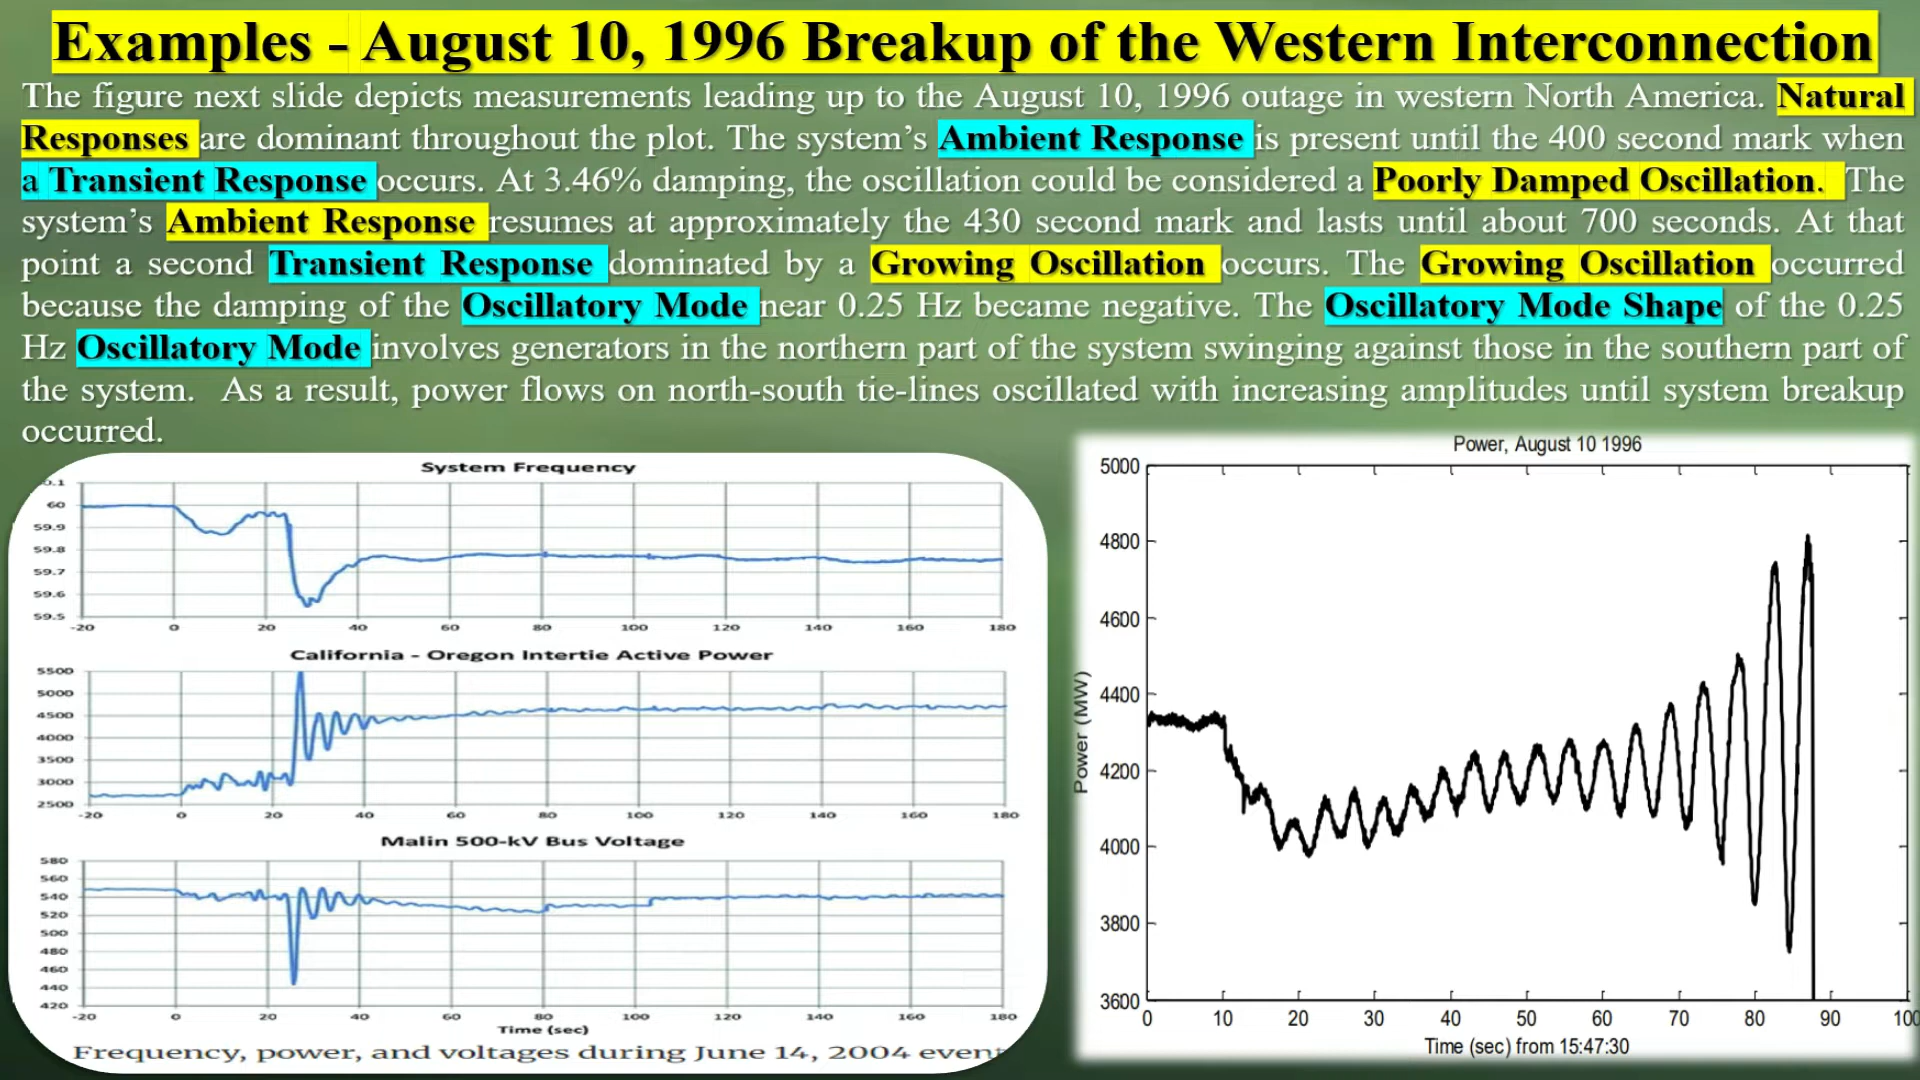 Examples - August 10, 1996 Breakup of the Western Interconnection
The figure next slide depicts measurements leading up to the August 10, 1996 outage in western North America. Natural
Responses are dominant throughout the plot. The system's Ambient Response is present until the 400 second mark when
a Transient Response occurs. At 3.46% damping, the oscillation could be considered a Poorly Damped Oscillation. The
system's Ambient Response resumes at approximately the 430 second mark and lasts until about 700 seconds. At that
point a second Transient Response dominated by a Growing Oscillation occurs. The Growing Oscillation occurred
because the damping of the Oscillatory Mode near 0.25 Hz became negative. The Oscillatory Mode Shape of the 0.25
Hz Oscillatory Mode involves generators in the northern part of the system swinging against those in the southern part of
the system. As a result, power flows on north-south tie-lines oscillated with increasing amplitudes until system breakup
occurred.
System Frequency
60
59.9
59.8
59.7
59.6
59.5
-20 0 20 40 60 80 100 120 140 160 180
California - Oregon Intertie Active Power
5500
5000
4500
4000
3500
3000
2500
-20 0 20 40 60 80 100 120 140 160 180
Malin 500-kV Bus Voltage
580
560
540
520
500
480
460
440
420
-20 0 20 40 60 80 100 120 140 160 180
Time (sec)
Frequency, power, and voltages during June 14, 2004 event
Power, August 10 1996
Power (MW)
5000
4800
4600
4400
4200
4000
3800
3600
0 10 20 30 40 50 60 70 80 90 100
Time (sec) from 15:47:30